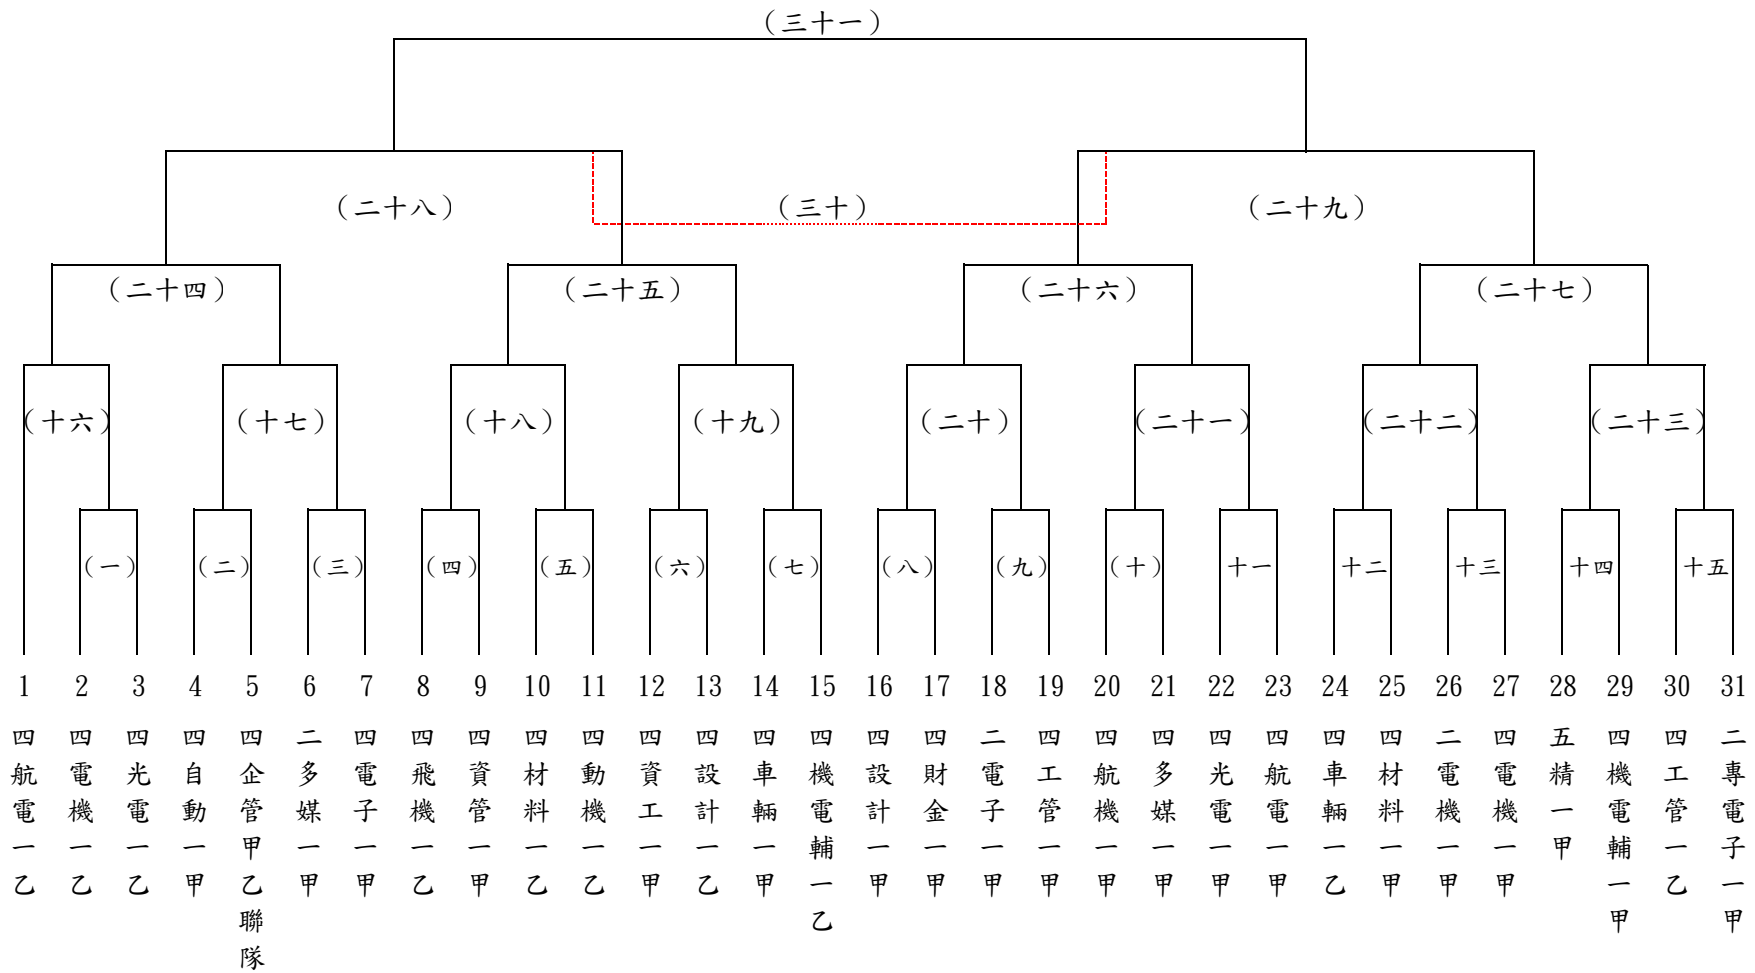 （三十一）
（二十八）
（三十）
（二十九）
（二十四）
（二十五）
（二十六）
（二十七）
（十六）
（十七）
（十八）
（十九）
（二十）
（二十一）
（二十二）
（二十三）
（一）
（二）
（三）
（四）
（五）
（六）
（七）
（八）
（九）
（十）
十一
十二
十三
十四
十五
1
2
3
4
5
6
7
8
9
10
11
12
13
14
15
16
17
18
19
20
21
22
23
24
25
26
27
28
29
30
31
四航電一乙
四電機一乙
四光電一乙
四自動一甲
四企管甲乙聯隊
二多媒一甲
四電子一甲
四飛機一乙
四資管一甲
四材料一乙
四動機一乙
四資工一甲
四設計一乙
四車輛一甲
四機電輔一乙
四設計一甲
四財金一甲
二電子一甲
四工管一甲
四航機一甲
四多媒一甲
四光電一甲
四航電一甲
四車輛一乙
四材料一甲
二電機一甲
四電機一甲
五精一甲
四機電輔一甲
四工管一乙
二專電子一甲